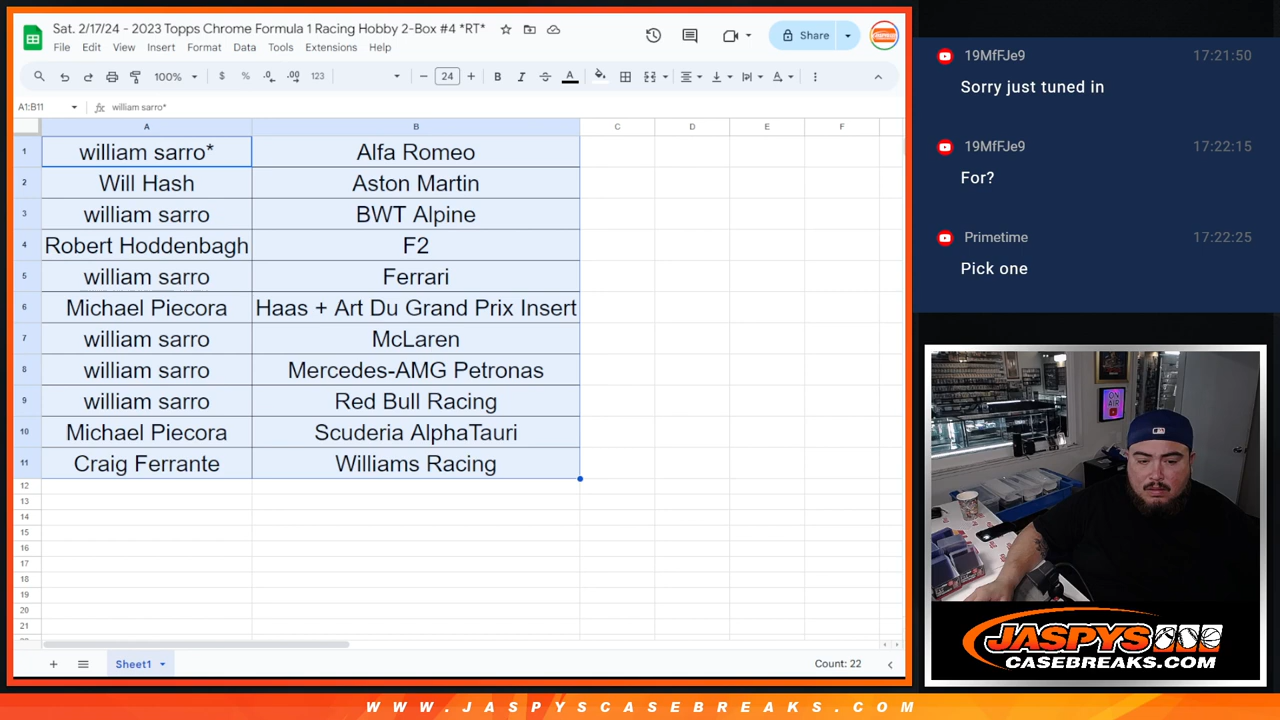 Sat. 2/17/24 - 2023 Topps Chrome Formula 1 Racing Hobby 2-Box #4 *RT*
File Edit View Insert Format Data Tools Extensions Help
Share
100% $ % .0 .00 123 − 24 + B I A
A1:B11 fx william sarro*
A B C D E F
1 william sarro* Alfa Romeo
2 Will Hash Aston Martin
3 william sarro BWT Alpine
4 Robert Hoddenbagh F2
5 william sarro Ferrari
6 Michael Piecora Haas + Art Du Grand Prix Insert
7 william sarro McLaren
8 william sarro Mercedes-AMG Petronas
9 william sarro Red Bull Racing
10 Michael Piecora Scuderia AlphaTauri
11 Craig Ferrante Williams Racing
12
13
14
15
16
17
18
19
20
21
Sheet1 Count: 22
19MfFJe9 17:21:50
Sorry just tuned in
19MfFJe9 17:22:15
For?
Primetime 17:22:25
Pick one
ON
AIR
JASPYS
CASEBREAKS.COM
WWW.JASPYSCASEBREAKS.COM